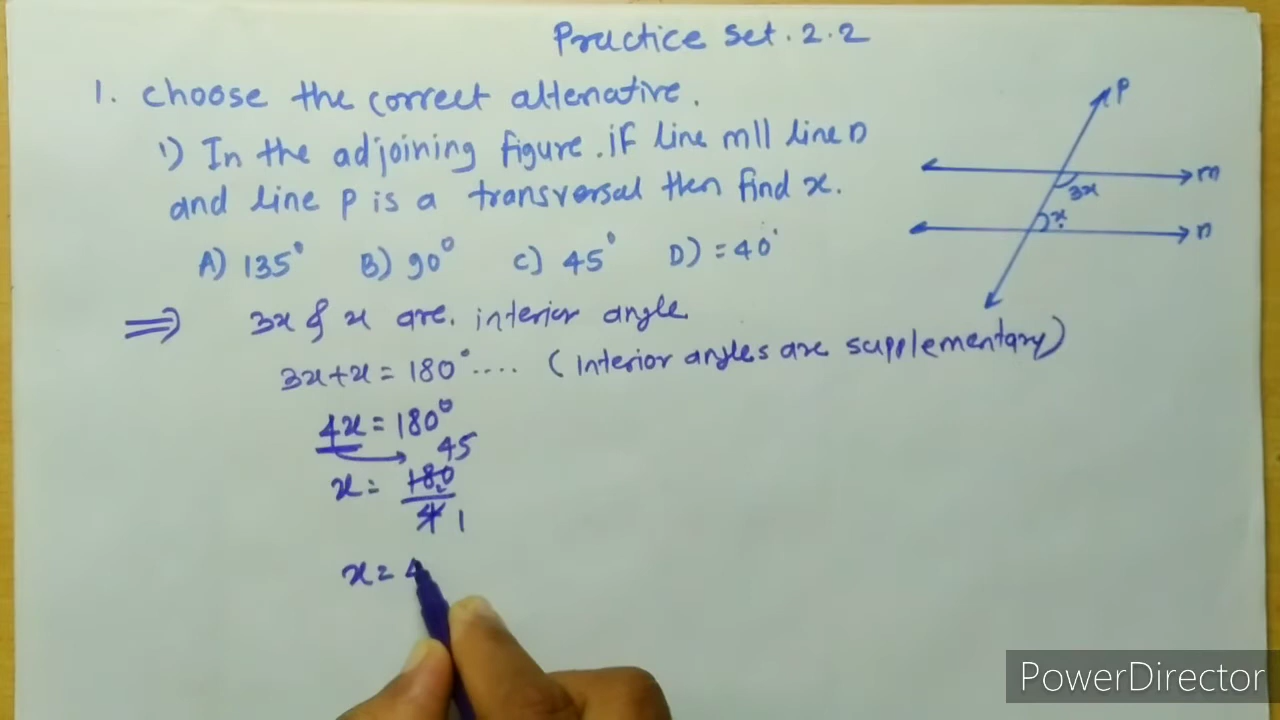 Practice set. 2.2
1. choose the correct altenative.
1) In the adjoining figure. if line m|| line n
and line p is a transversal then find x.
A) 135° B) 90° C) 45° D) = 40°
p
m
3x
x
n
⇒ 3x & x are. interior angle
3x+x = 180° .... (Interior angles are supplementary)
4x = 180°
45
x = 180
4 1
x = 4
PowerDirector